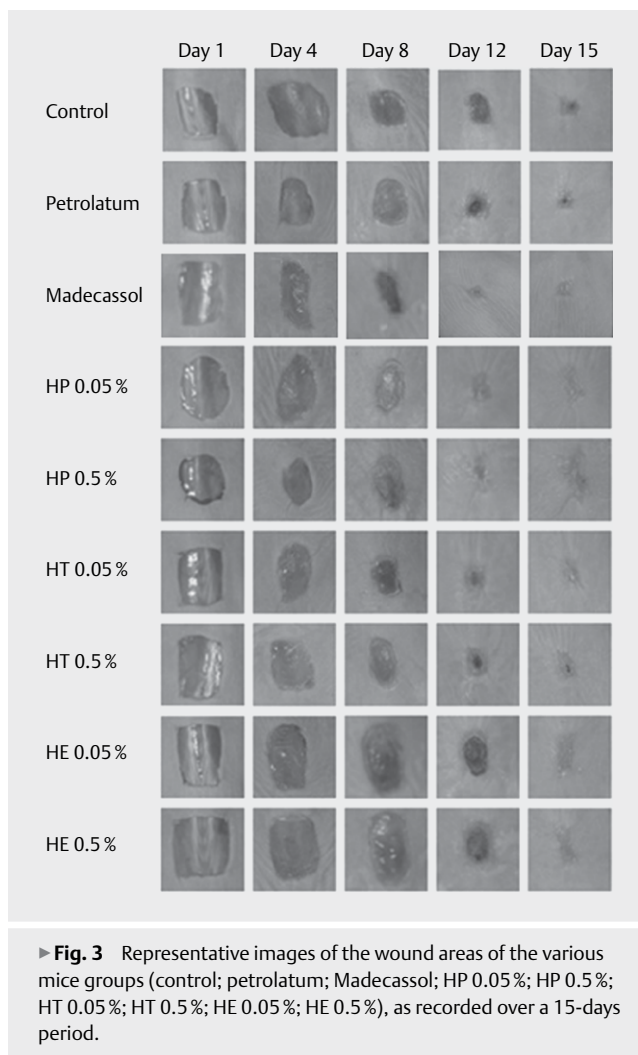 Day 1 Day 4 Day 8 Day 12 Day 15
Control
Petrolatum
Madecassol
HP 0.05 %
HP 0.5 %
HT 0.05 %
HT 0.5 %
HE 0.05 %
HE 0.5 %
▶ Fig. 3 Representative images of the wound areas of the various
mice groups (control; petrolatum; Madecassol; HP 0.05 %; HP 0.5 %;
HT 0.05 %; HT 0.5 %; HE 0.05 %; HE 0.5 %), as recorded over a 15-days
period.